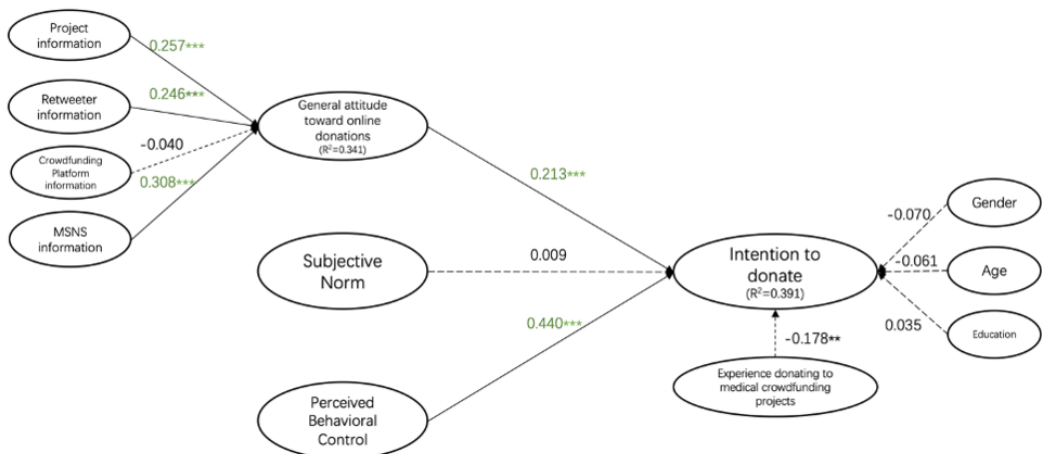 Project
information
0.257***
Retweeter
information
0.246***
General attitude
toward online
donations
(R²=0.341)
-0.040
Crowdfunding
Platform
information
0.308***
MSNS
information
0.213***
Gender
-0.070
Subjective
Norm
0.009
Intention to
donate
(R²=0.391)
-0.061
Age
0.440***
0.035
Education
-0.178**
Experience donating to
medical crowdfunding
projects
Perceived
Behavioral
Control